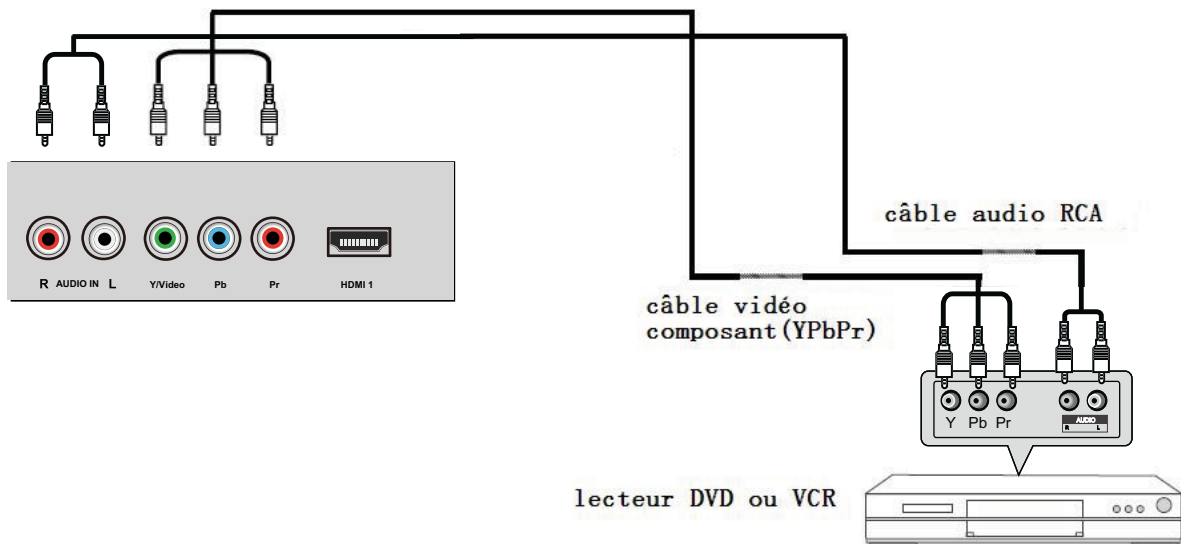 câble audio RCA
R AUDIO IN L Y/Video Pb Pr HDMI 1
câble vidéo
composant(YPbPr)
Y Pb Pr
AUDIO
R L
lecteur DVD ou VCR